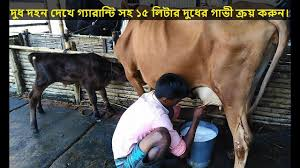 দুধ দহন দেখে গ্যারান্টি সহ ১৫ লিটার দুধের গাভী ক্রয় করুন!